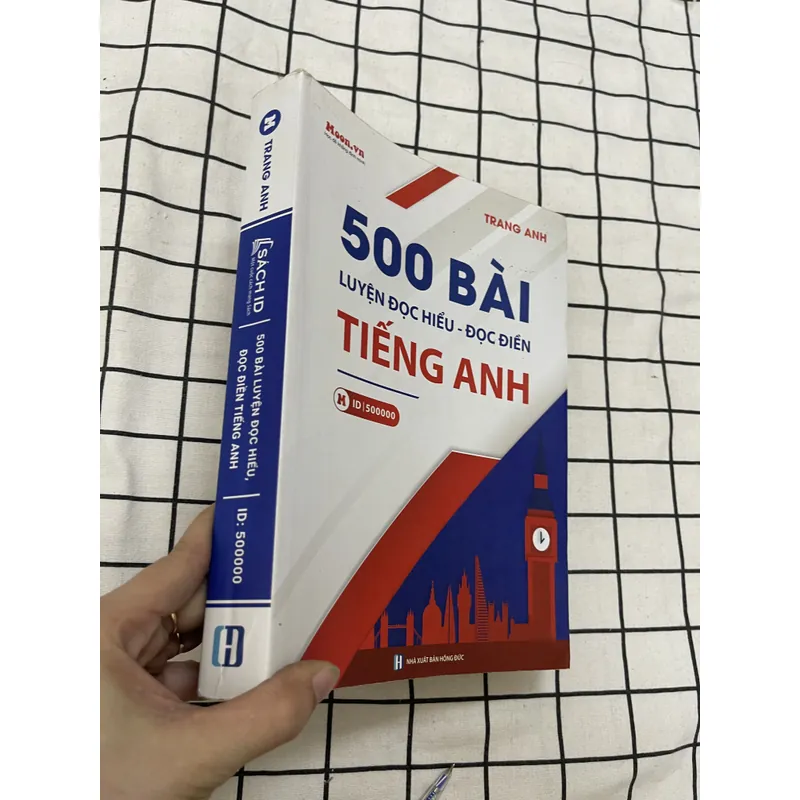 M TRANG ANH
SÁCH ID
500 BÀI LUYỆN ĐỌC HIỂU,
ĐỌC ĐIỀN TIẾNG ANH
ID: 500000
Moon.vn
TRANG ANH
500 BÀI
LUYỆN ĐỌC HIỂU - ĐỌC ĐIỀN
TIẾNG ANH
M ID|500000
NHÀ XUẤT BẢN HỒNG ĐỨC